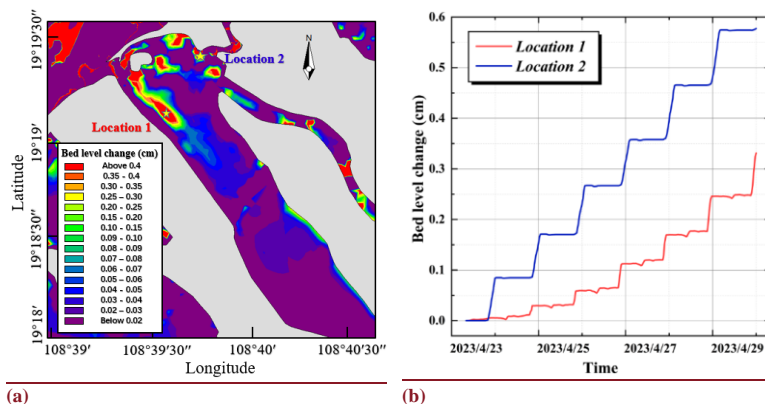 19°19′30″
19°19′
19°18′30″
19°18′
Latitude
N
Location 2
Location 1
Bed level change (cm)
Above 0.4
0.35 - 0.4
0.30 - 0.35
0.25 - 0.30
0.20 - 0.25
0.15 - 0.20
0.10 - 0.15
0.09 - 0.10
0.08 - 0.09
0.07 - 0.08
0.06 - 0.07
0.05 - 0.06
0.04 - 0.05
0.03 - 0.04
0.02 - 0.03
Below 0.02
108°39′ 108°39′30″ 108°40′ 108°40′30″
Longitude
(a)
0.6
0.5
0.4
0.3
0.2
0.1
0.0
Bed level change (cm)
Location 1
Location 2
2023/4/23 2023/4/25 2023/4/27 2023/4/29
Time
(b)